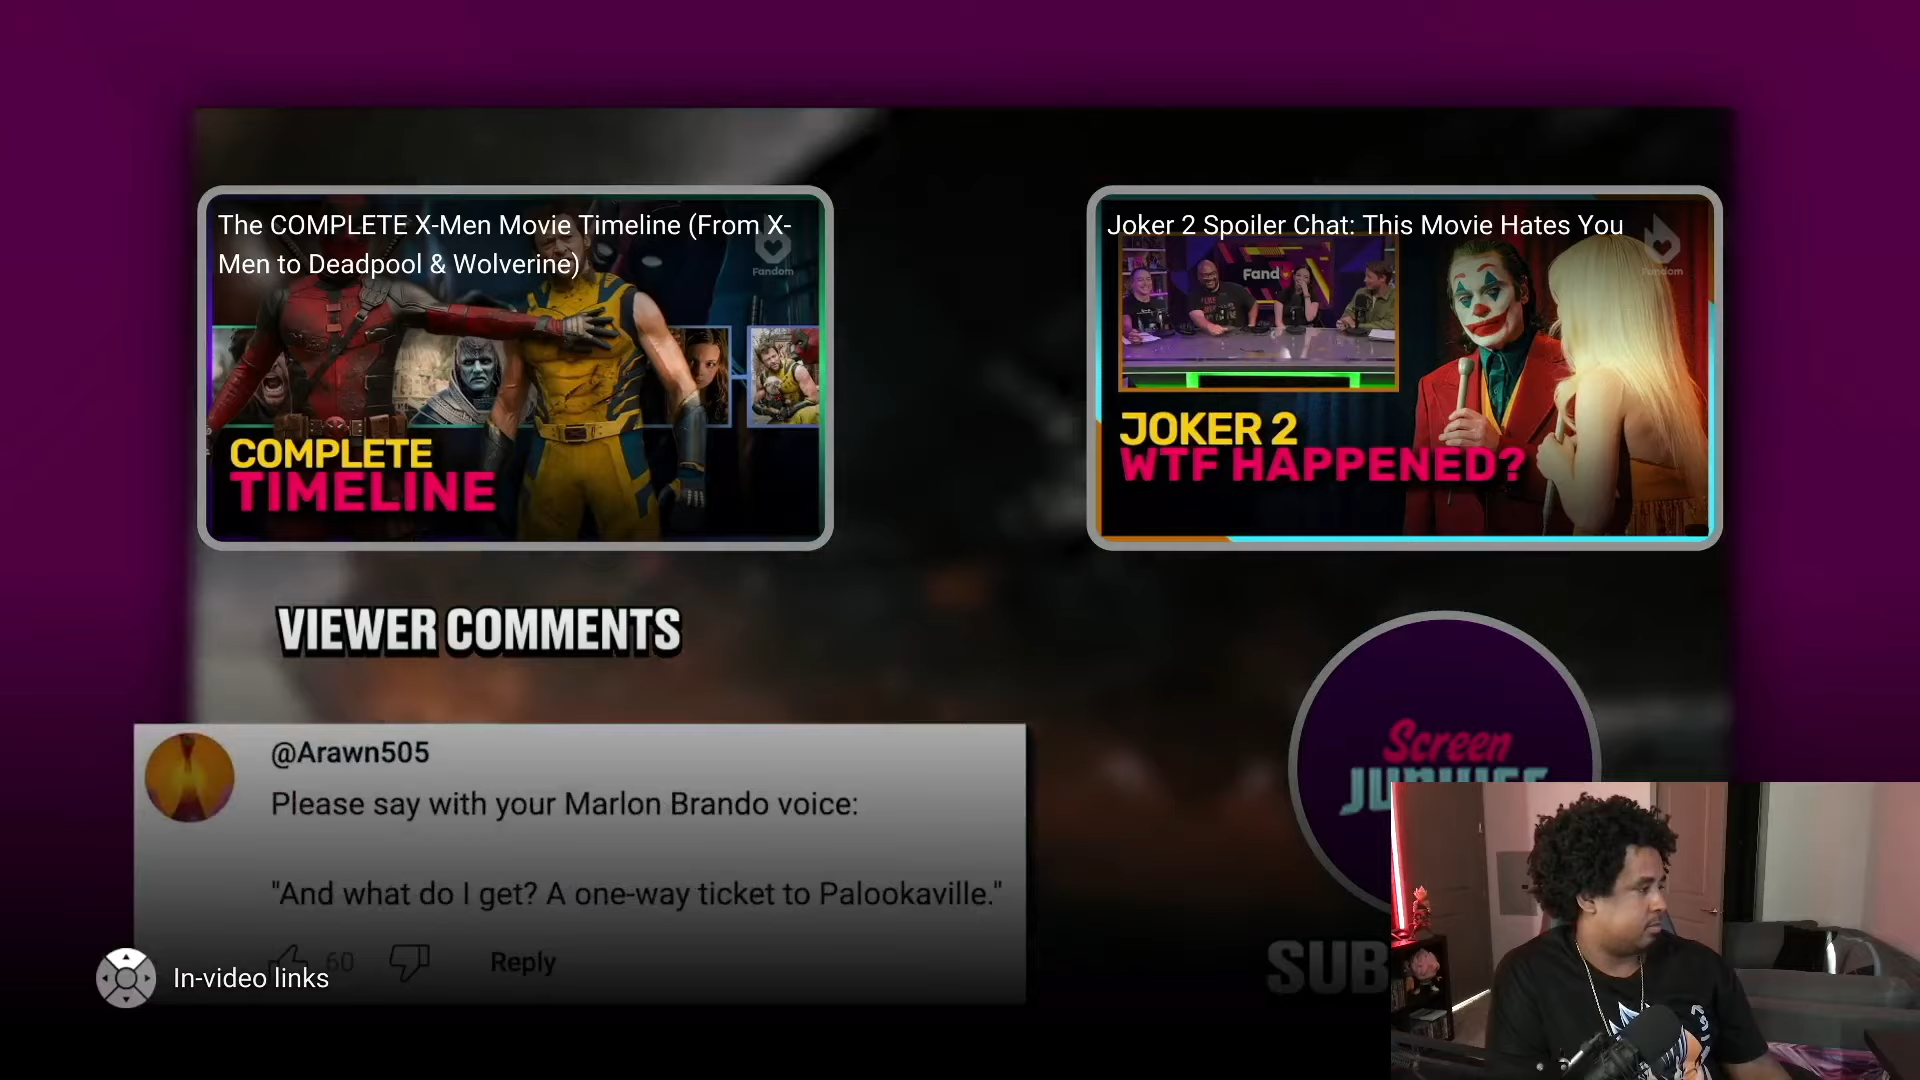 The COMPLETE X-Men Movie Timeline (From X-
Men to Deadpool & Wolverine)
Fandom
COMPLETE
TIMELINE
Joker 2 Spoiler Chat: This Movie Hates You
Fandom
Fand
JOKER 2
WTF HAPPENED?
VIEWER COMMENTS
@Arawn505
Please say with your Marlon Brando voice:
"And what do I get? A one-way ticket to Palookaville."
60
Reply
In-video links
Screen
SUB